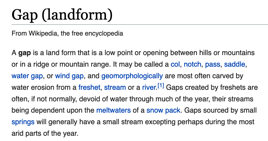 Gap (landform)
From Wikipedia, the free encyclopedia
A gap is a land form that is a low point or opening between hills or mountains
or in a ridge or mountain range. It may be called a col, notch, pass, saddle,
water gap, or wind gap, and geomorphologically are most often carved by
water erosion from a freshet, stream or a river.[1] Gaps created by freshets are
often, if not normally, devoid of water through much of the year, their streams
being dependent upon the meltwaters of a snow pack. Gaps sourced by small
springs will generally have a small stream excepting perhaps during the most
arid parts of the year.